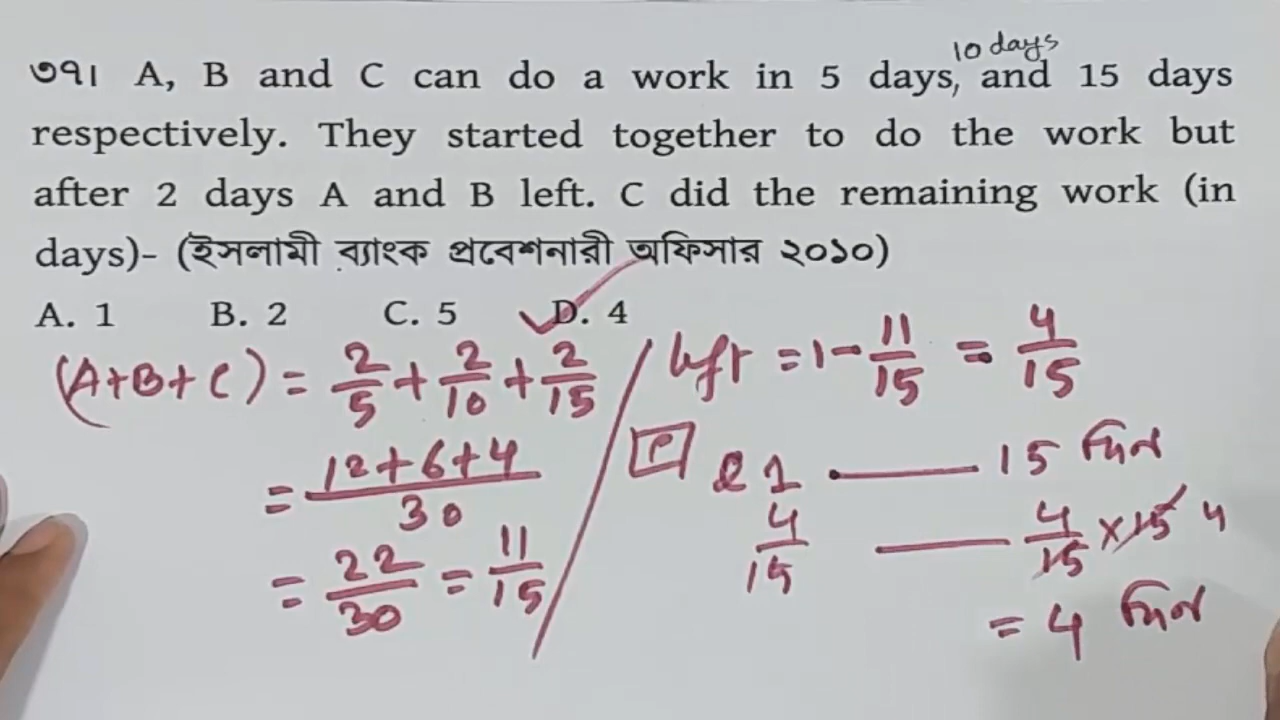 10 days
৩৭। A, B and C can do a work in 5 days, and 15 days
respectively. They started together to do the work but
after 2 days A and B left. C did the remaining work (in
days)- (ইসলামী ব্যাংক প্রবেশনারী অফিসার ২০১০)
A. 1 B. 2 C. 5 D. 4
(A+B+C) = 2/5 + 2/10 + 2/15
= 12+6+4/30
= 22/30 = 11/15
left = 1 - 11/15 = 4/15
C 1 15 দিন
4/15 4/15 × 15 4
= 4 দিন